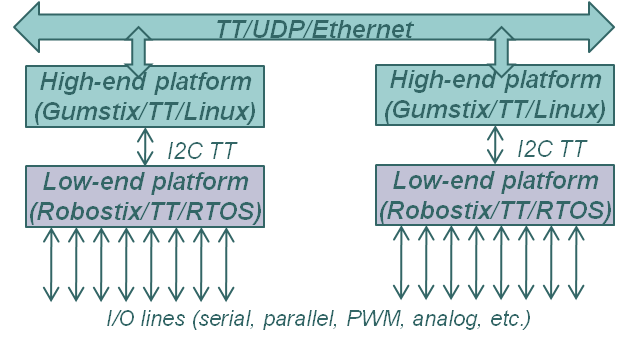 TT/UDP/Ethernet
High-end platform
(Gumstix/TT/Linux)
High-end platform
(Gumstix/TT/Linux)
I2C TT
I2C TT
Low-end platform
(Robostix/TT/RTOS)
Low-end platform
(Robostix/TT/RTOS)
I/O lines (serial, parallel, PWM, analog, etc.)